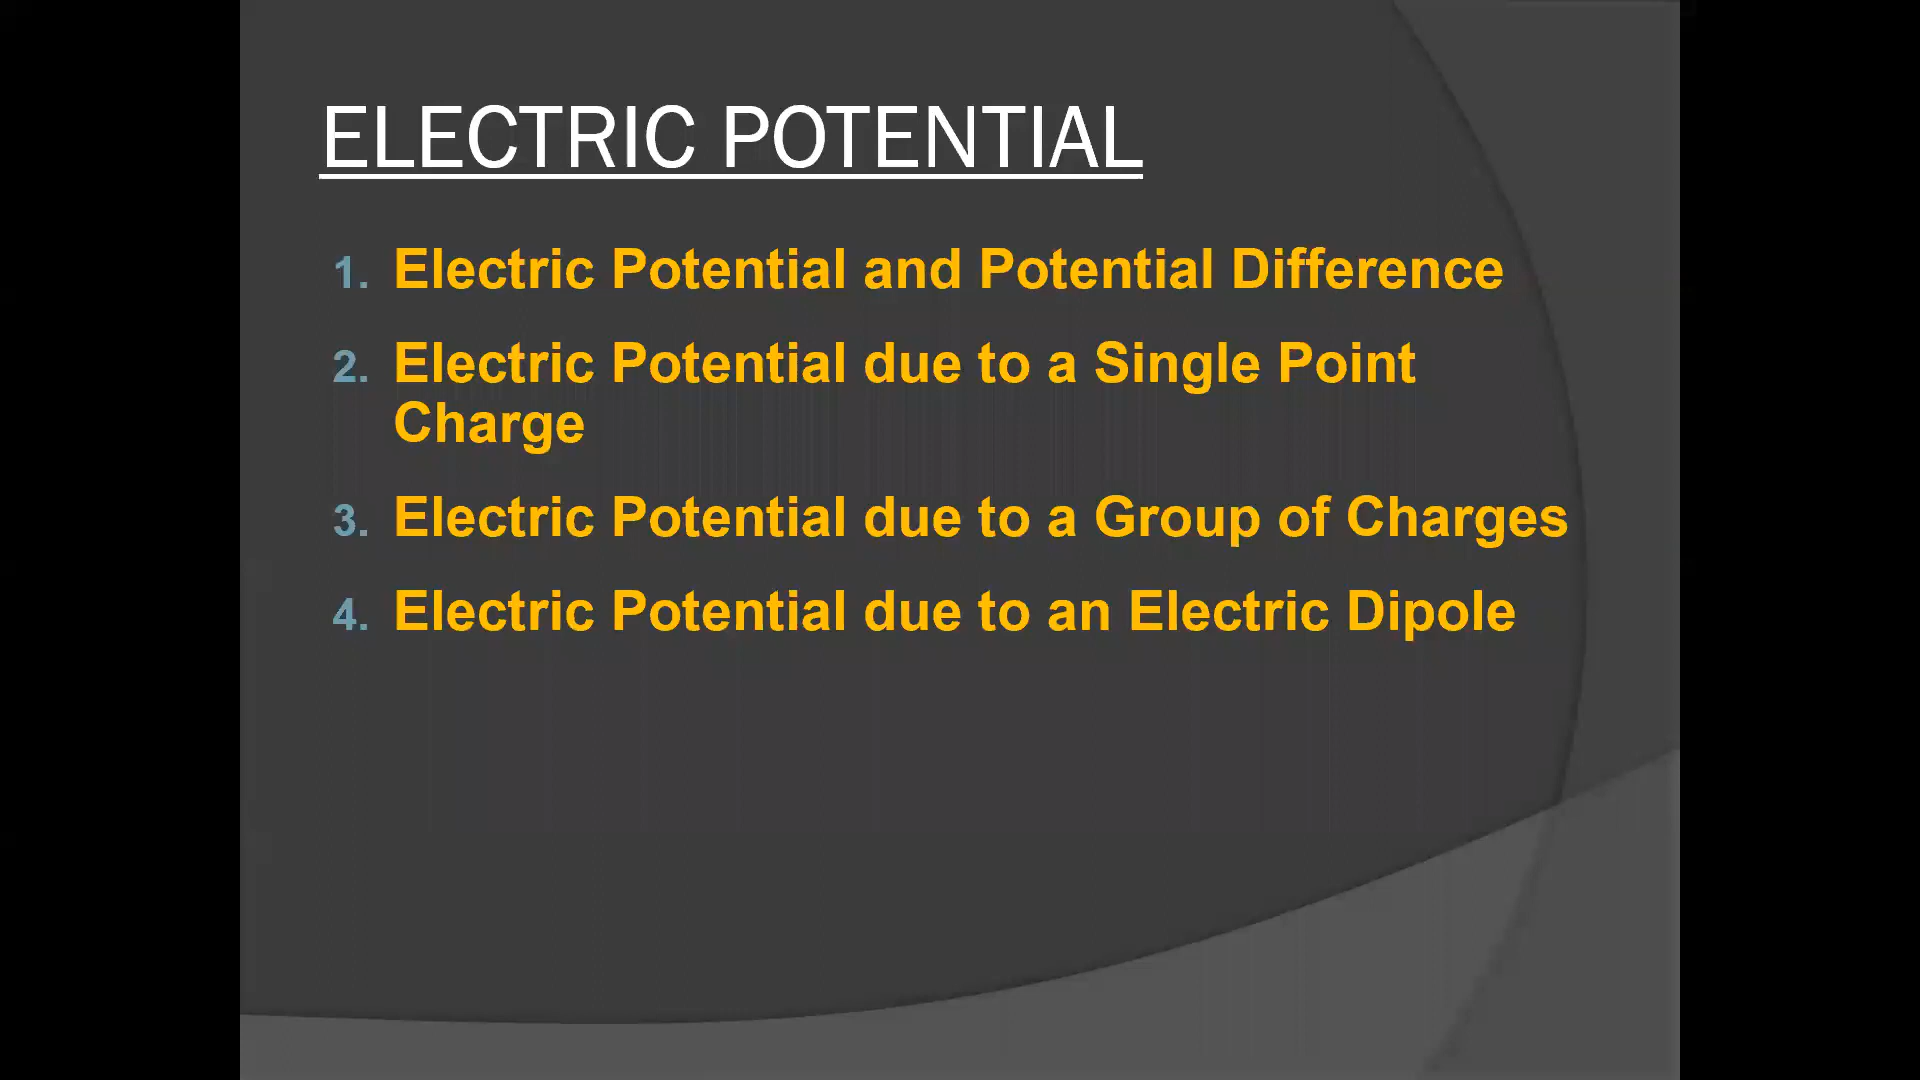 ELECTRIC POTENTIAL
1. Electric Potential and Potential Difference
2. Electric Potential due to a Single Point
Charge
3. Electric Potential due to a Group of Charges
4. Electric Potential due to an Electric Dipole